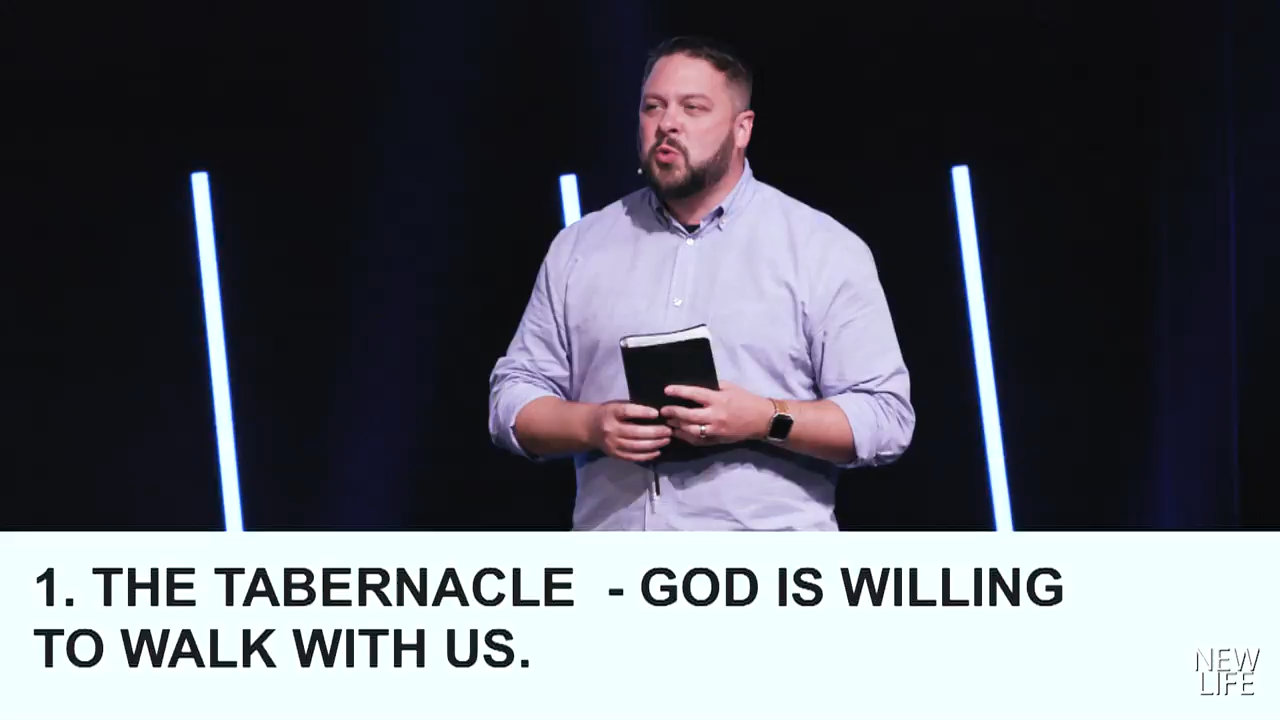 1. THE TABERNACLE  - GOD IS WILLING
TO WALK WITH US.
NEW
LIFE